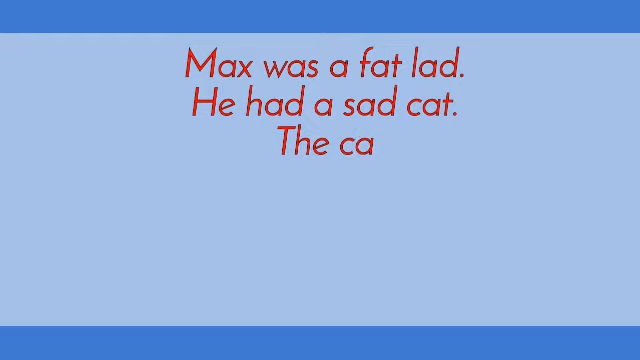 Max was a fat lad.
He had a sad cat.
The ca